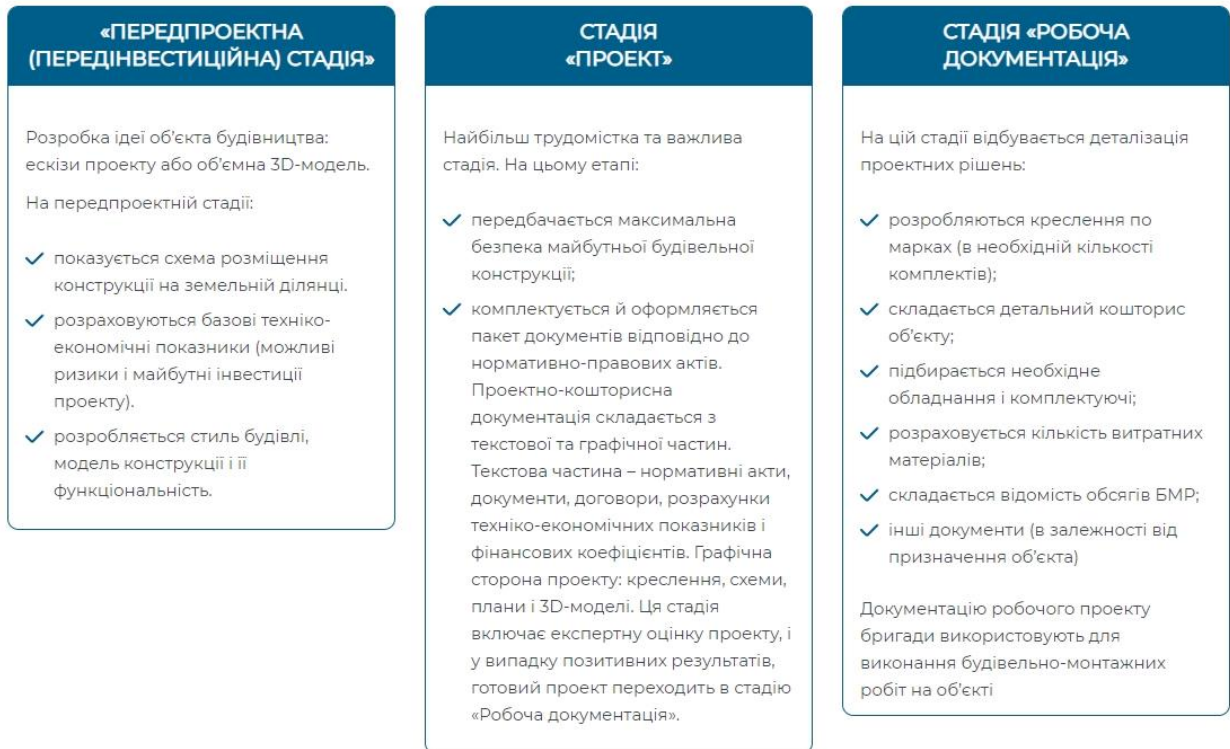 «ПЕРЕДПРОЕКТНА
(ПЕРЕДІНВЕСТИЦІЙНА) СТАДІЯ»
Розробка ідеї об’єкта будівництва:
ескізи проекту або об’ємна 3D-модель.
На передпроектній стадії:
показується схема розміщення
конструкції на земельній ділянці.
розраховуються базові техніко-
економічні показники (можливі
ризики і майбутні інвестиції
проекту).
розробляється стиль будівлі,
модель конструкції і її
функціональність.
СТАДІЯ
«ПРОЕКТ»
Найбільш трудомістка та важлива
стадія. На цьому етапі:
передбачається максимальна
безпека майбутньої будівельної
конструкції;
комплектується й оформляється
пакет документів відповідно до
нормативно-правових актів.
Проектно-кошторисна
документація складається з
текстової та графічної частин.
Текстова частина – нормативні акти,
документи, договори, розрахунки
техніко-економічних показників і
фінансових коефіцієнтів. Графічна
сторона проекту: креслення, схеми,
плани і 3D-моделі. Ця стадія
включає експертну оцінку проекту, і
у випадку позитивних результатів,
готовий проект переходить в стадію
«Робоча документація».
СТАДІЯ «РОБОЧА
ДОКУМЕНТАЦІЯ»
На цій стадії відбувається деталізація
проектних рішень:
розробляються креслення по
марках (в необхідній кількості
комплектів);
складається детальний кошторис
об’єкту;
підбирається необхідне
обладнання і комплектуючі;
розраховується кількість витратних
матеріалів;
складається відомість обсягів БМР;
інші документи (в залежності від
призначення об’єкта)
Документацію робочого проекту
бригади використовують для
виконання будівельно-монтажних
робіт на об’єкті